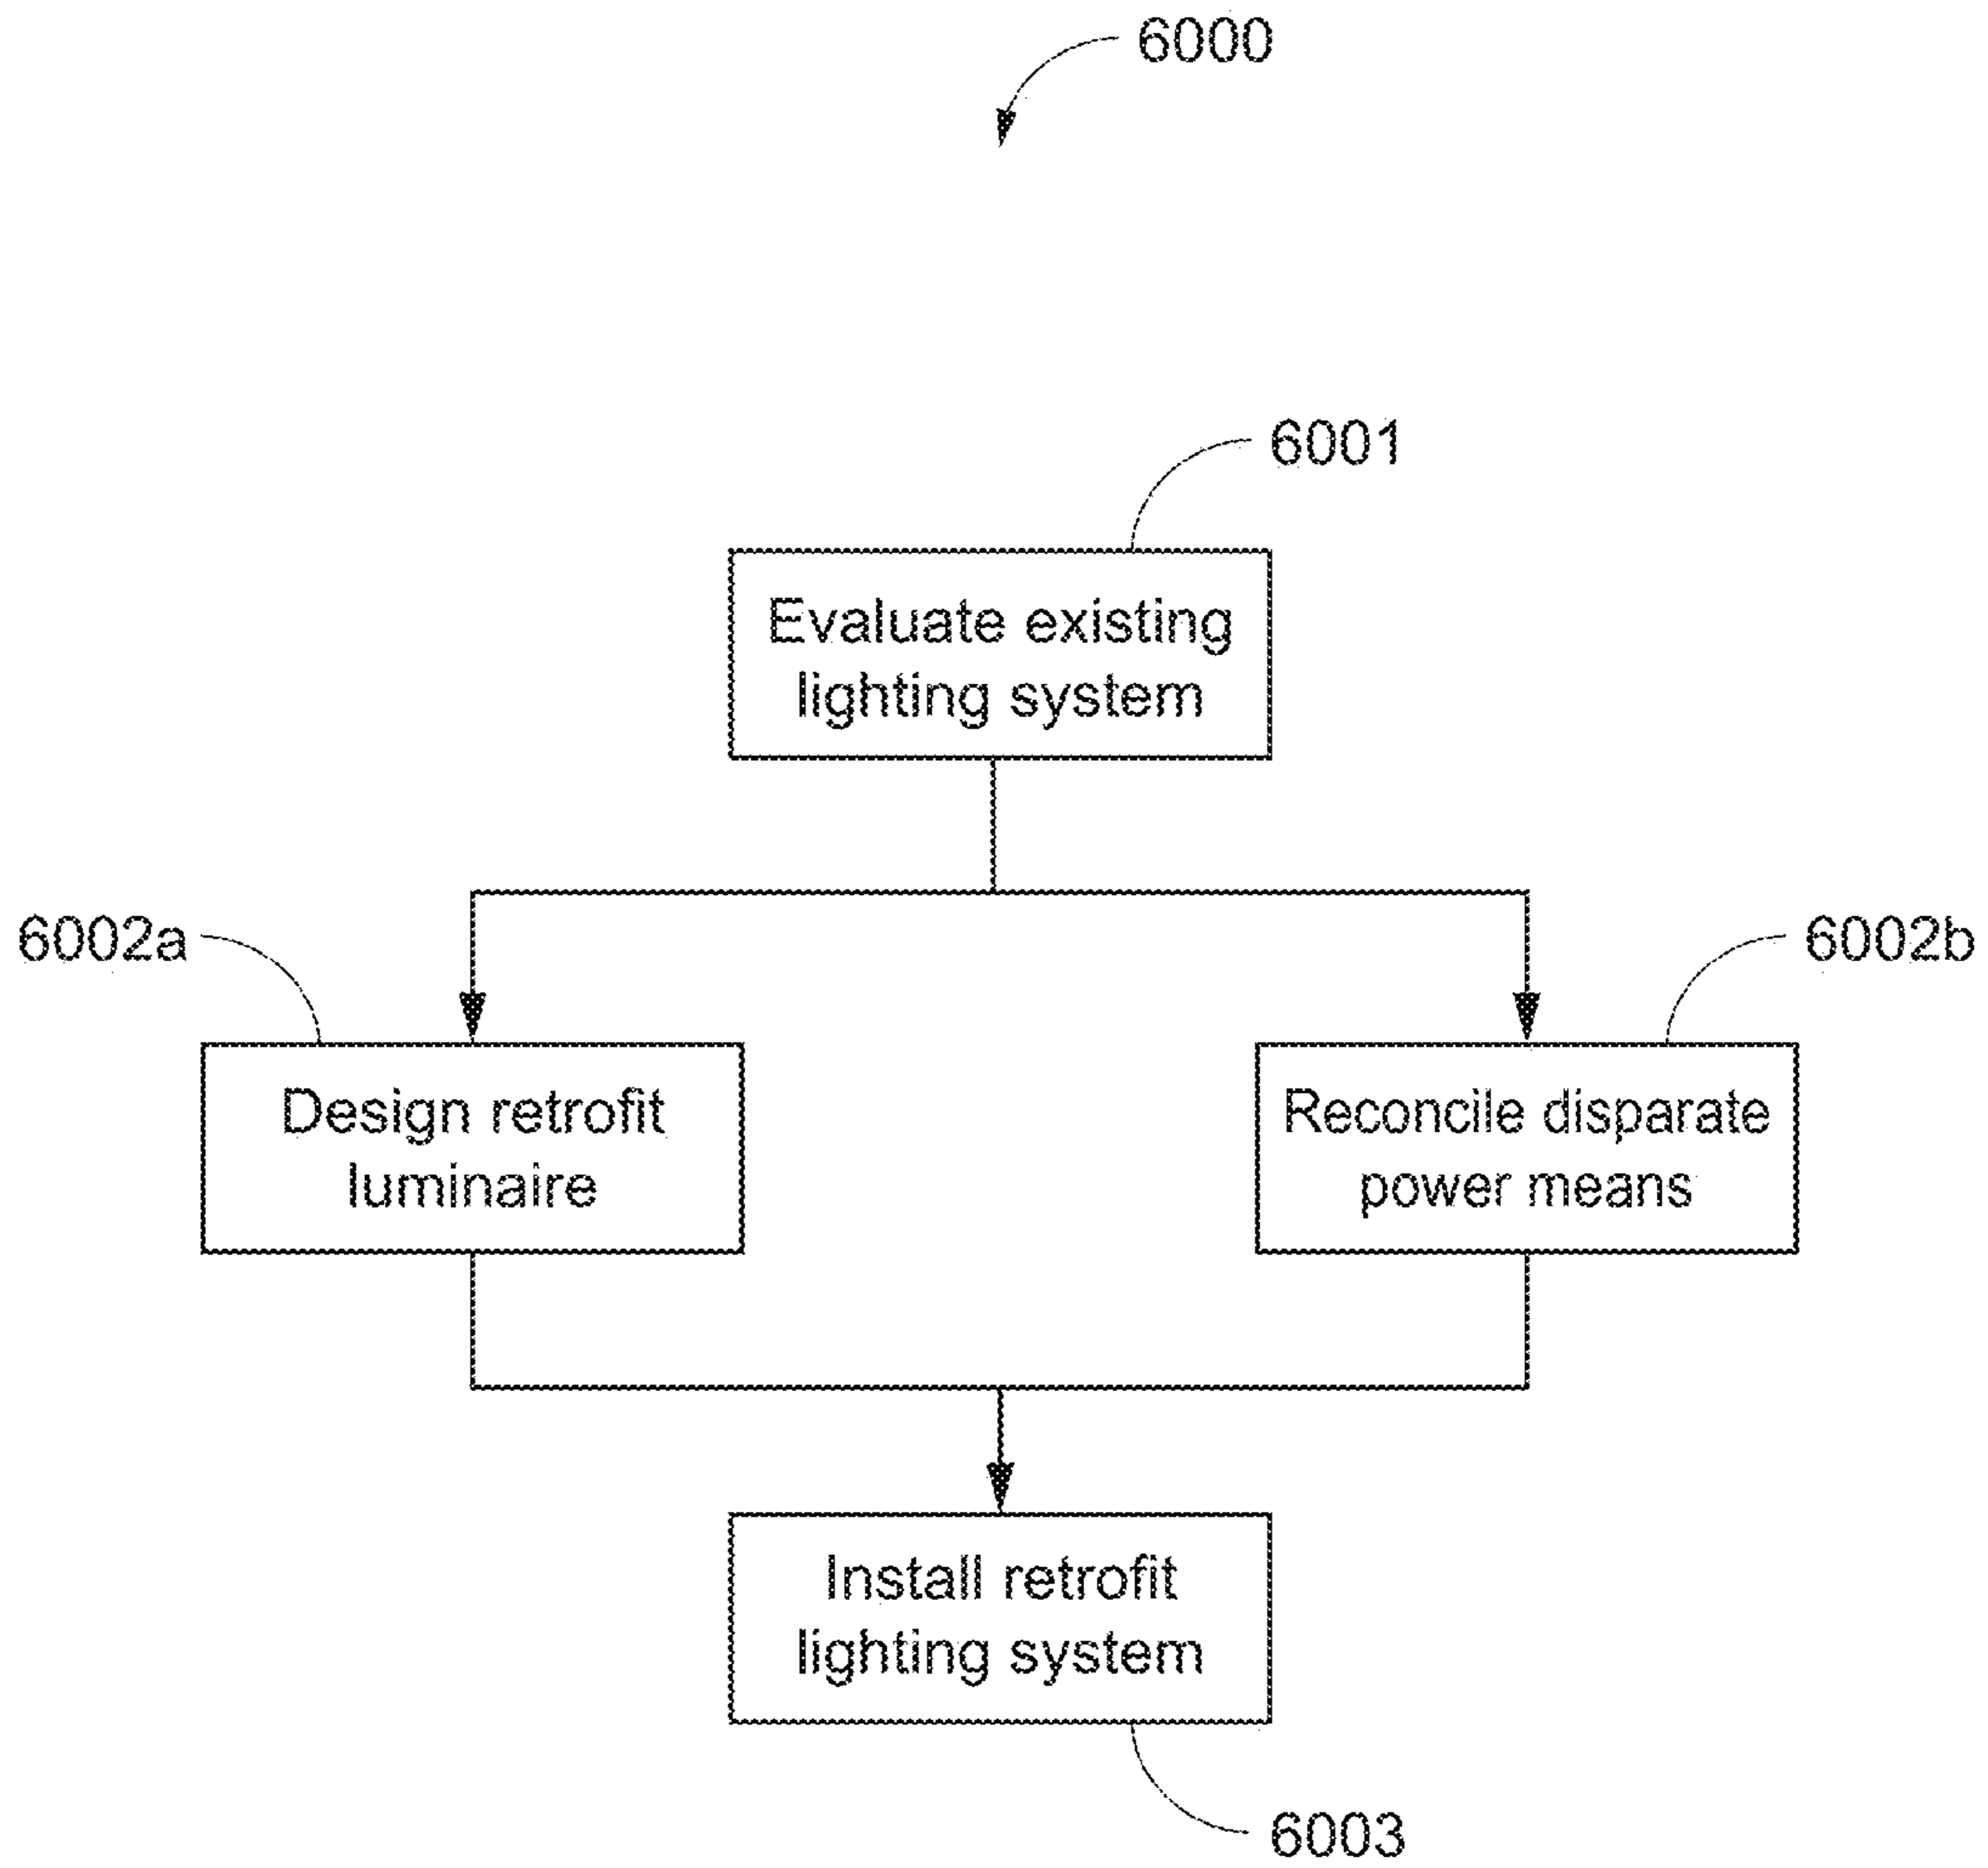 6000
6001
Evaluate existing
lighting system
6002a
6002b
Design retrofit
luminaire
Reconcile disparate
power means
Install retrofit
lighting system
6003